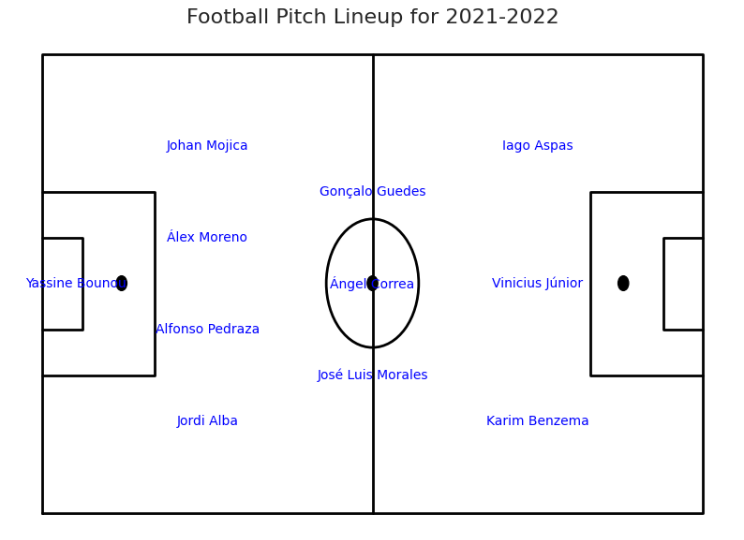 Football Pitch Lineup for 2021-2022
Johan Mojica
Iago Aspas
Gonçalo Guedes
Álex Moreno
Yassine Bounou
Ángel Correa
Vinicius Júnior
Alfonso Pedraza
José Luis Morales
Jordi Alba
Karim Benzema